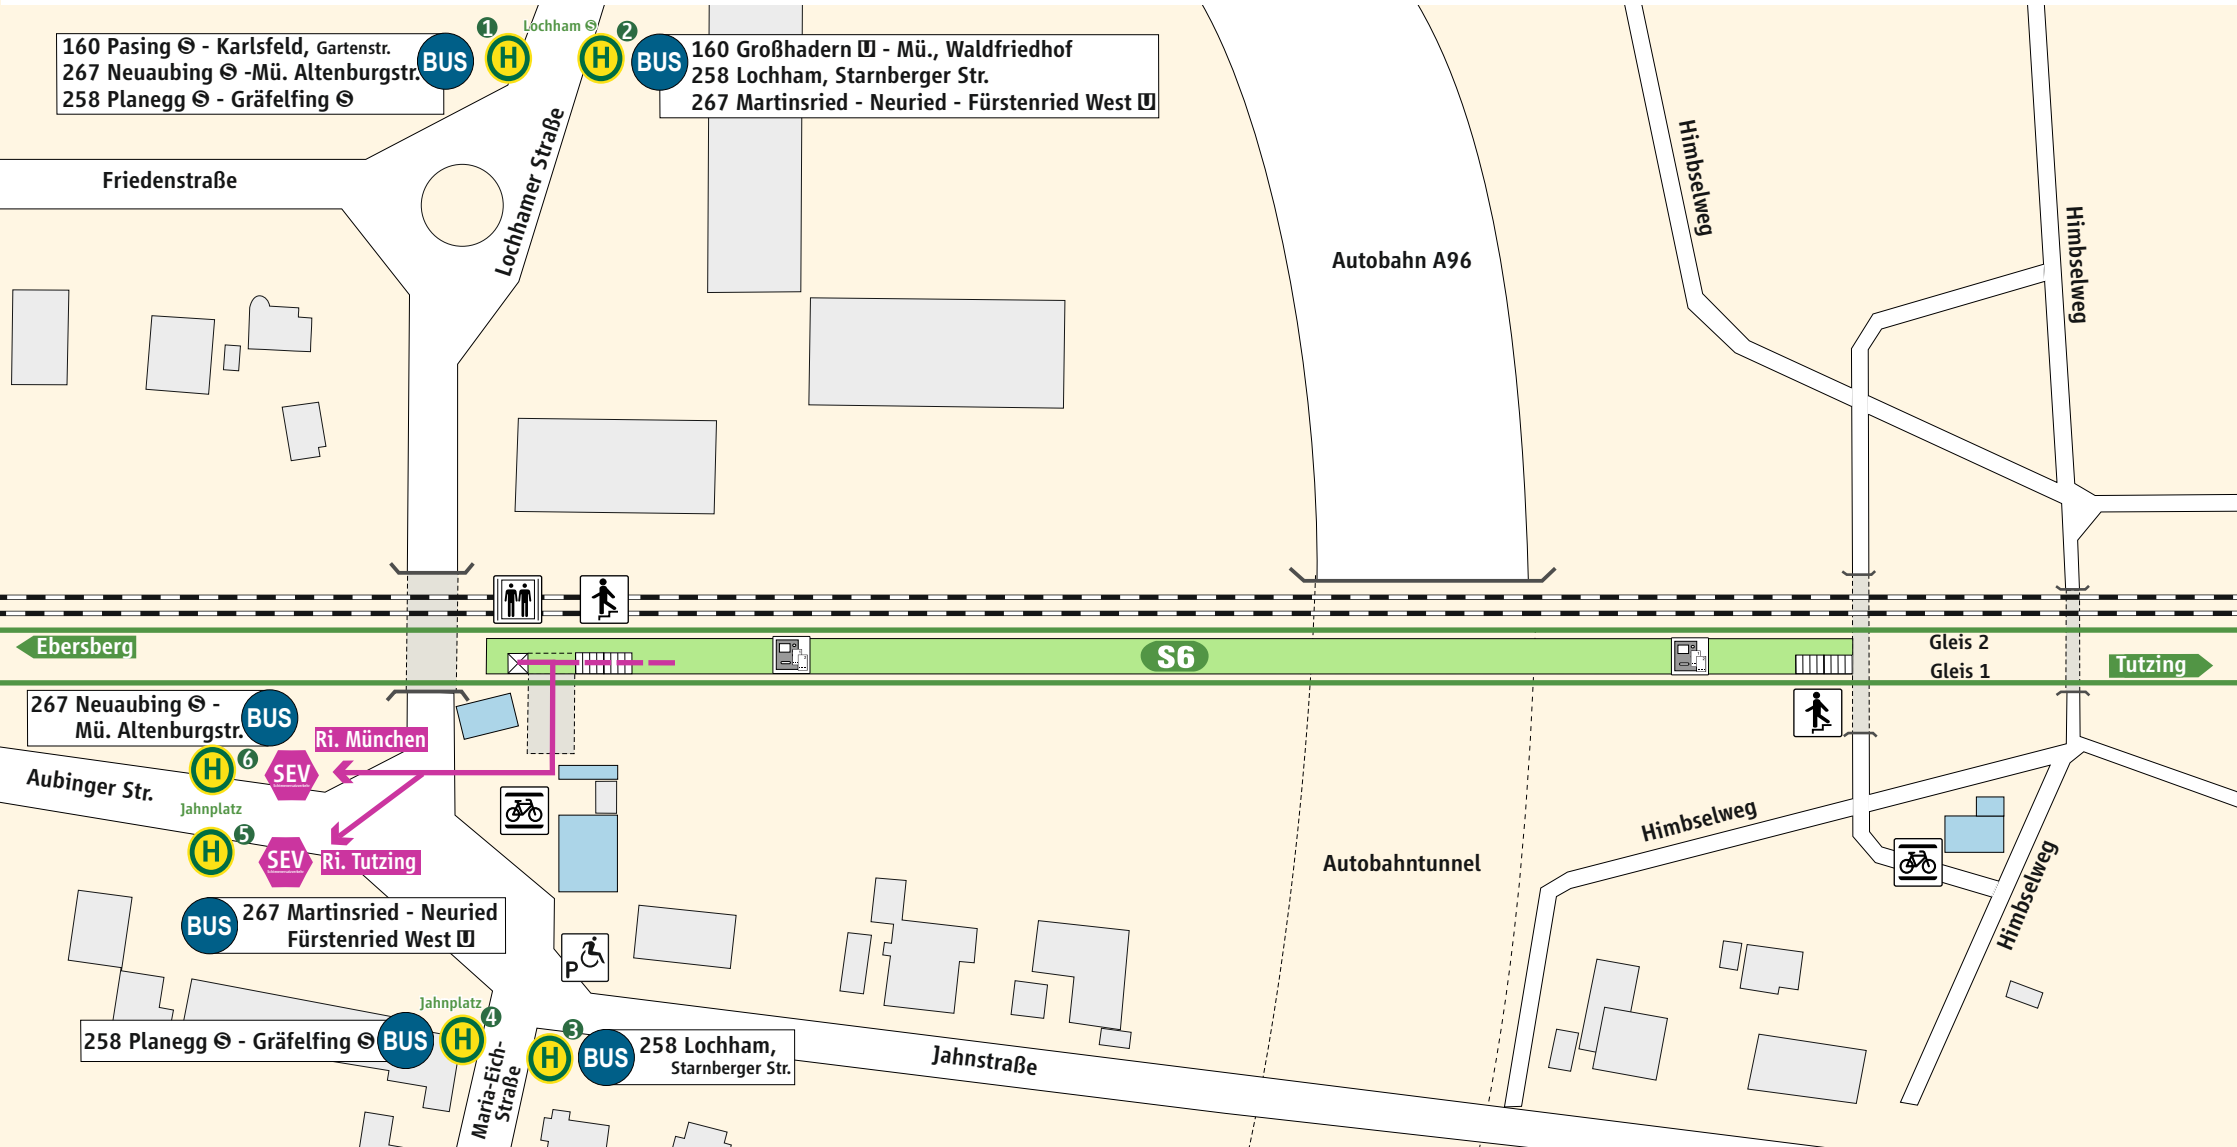 1
Lochham S
2
160 Pasing S - Karlsfeld, Gartenstr.
267 Neuaubing S -Mü. Altenburgstr.
258 Planegg S - Gräfelfing S
BUS
H
H
BUS
160 Großhadern U - Mü., Waldfriedhof
258 Lochham, Starnberger Str.
267 Martinsried - Neuried - Fürstenried West U
Friedenstraße
Lochhamer Straße
Autobahn A96
Himbselweg
Himbselweg
Ebersberg
S6
Gleis 2
Gleis 1
Tutzing
267 Neuaubing S -
Mü. Altenburgstr.
BUS
Ri. München
H
6
SEV
Aubinger Str.
Jahnplatz
H
5
SEV
Ri. Tutzing
BUS
267 Martinsried - Neuried
Fürstenried West U
P
Autobahntunnel
Himbselweg
Himbselweg
Jahnplatz
258 Planegg S - Gräfelfing S
BUS
H
4
Maria-Eich-
Straße
H
3
BUS
258 Lochham,
Starnberger Str.
Jahnstraße